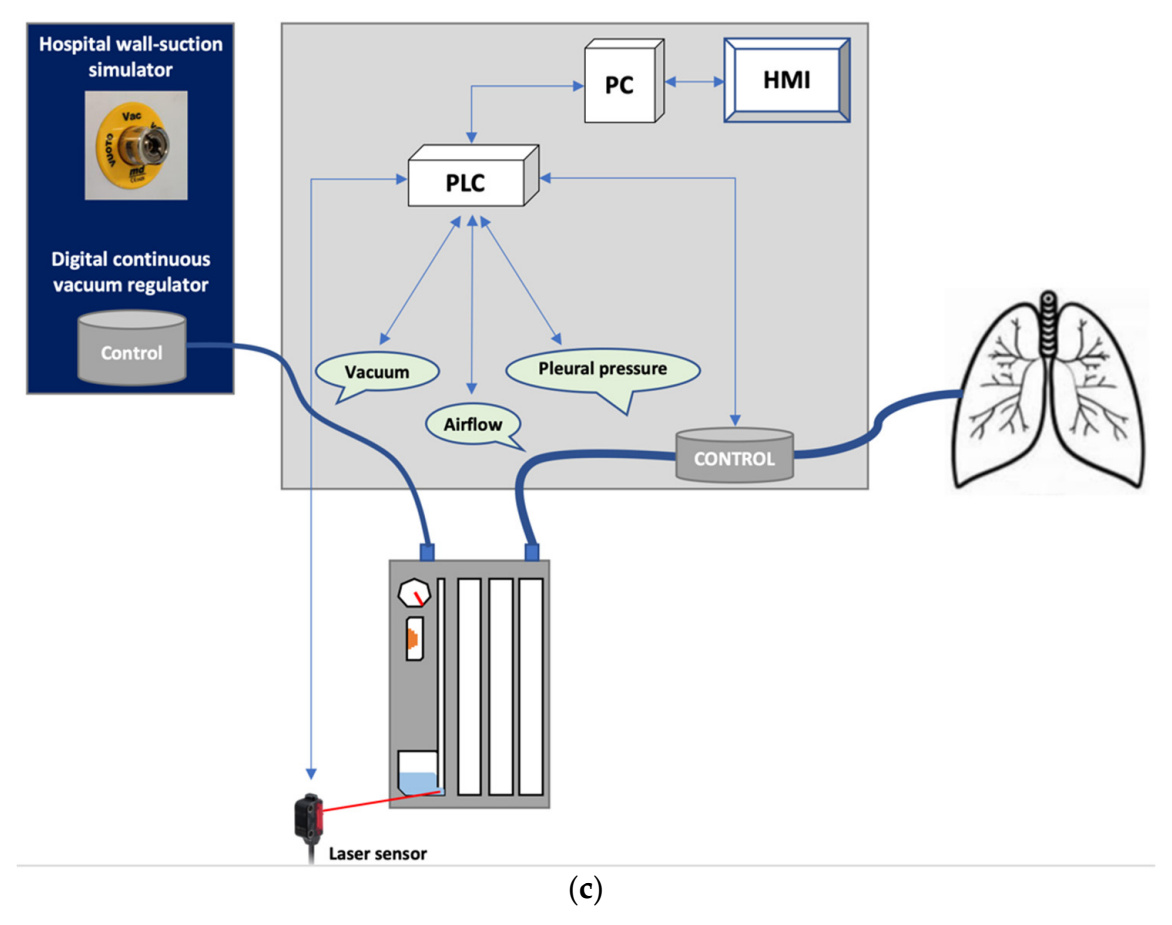 Hospital wall-suction
simulator
Vac
VUOTO
md
Digital continuous
vacuum regulator
Control
PC
HMI
PLC
Vacuum
Pleural pressure
Airflow
CONTROL
Laser sensor
(c)